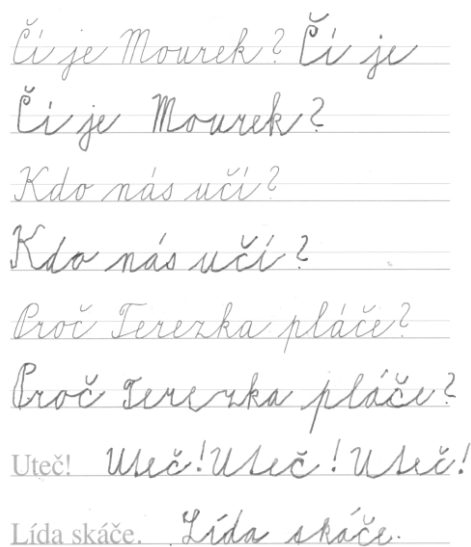 Čí je Mourek? Čí je
Čí je Mourek?
Kdo nás učí?
Kdo nás učí?
Proč Terezka pláče?
Proč Terezka pláče?
Uteč! Uteč! Uteč! Uteč!
Lída skáče. Lída skáče.